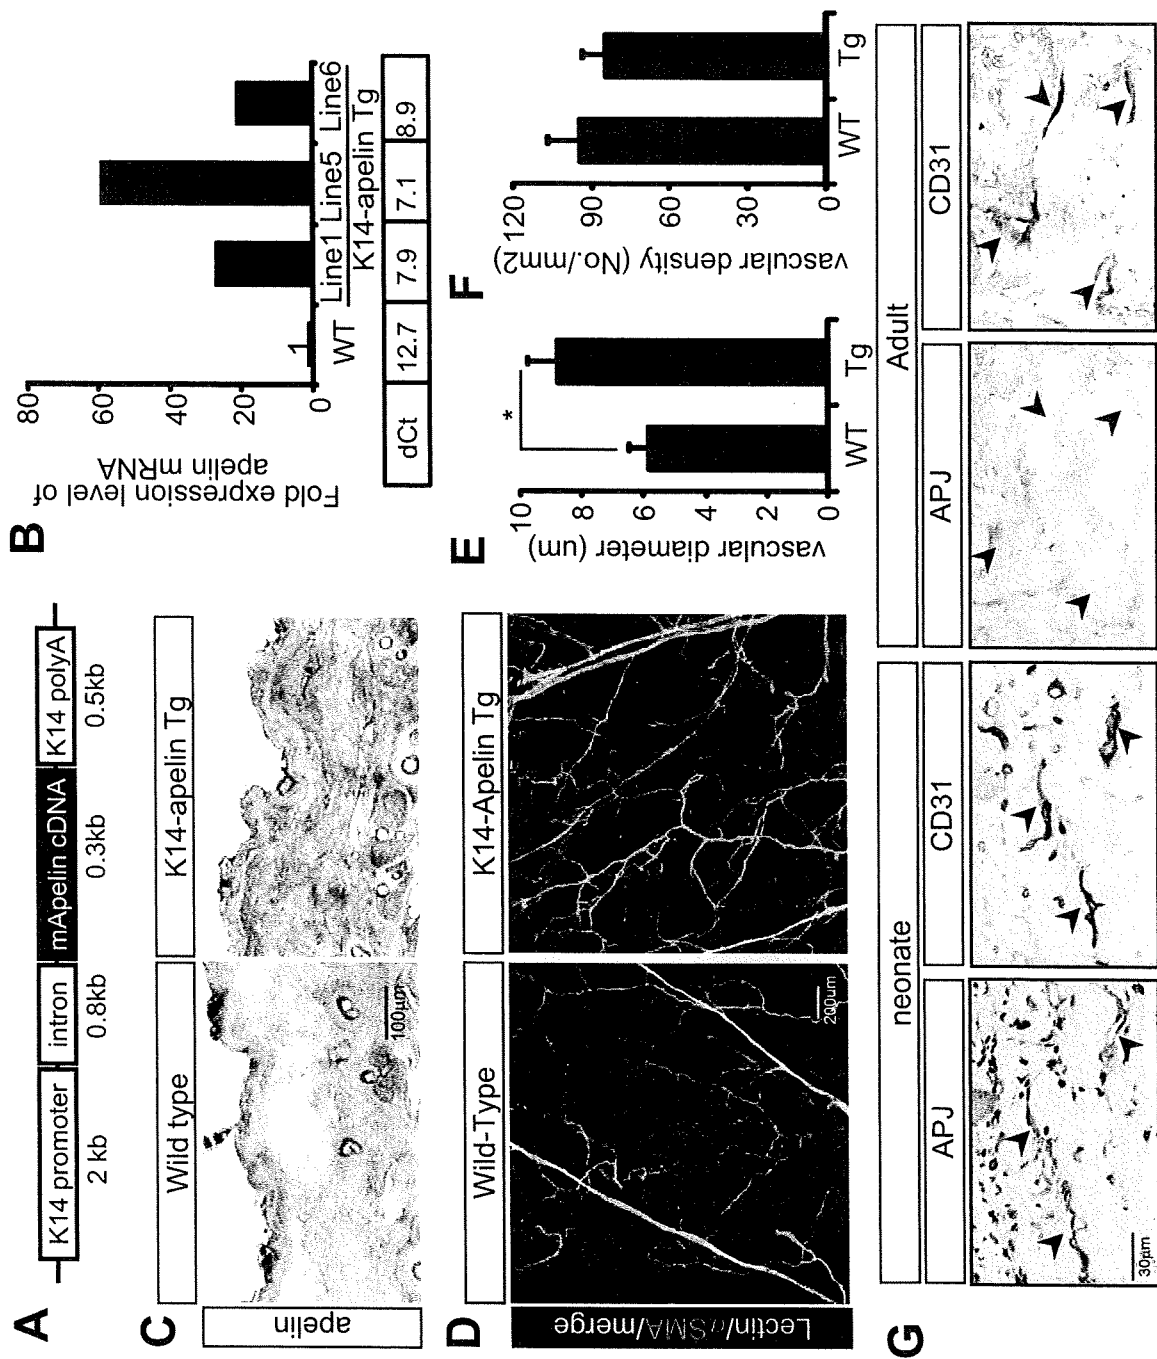 A
K14 promoter
intron
mApelin cDNA
K14 polyA
2 kb
0.8kb
0.3kb
0.5kb
B
Fold expression level of
apelin mRNA
80
60
40
20
0
1
WT
Line1
Line5
Line6
K14-apelin Tg
dCt
12.7
7.9
7.1
8.9
C
Wild type
K14-apelin Tg
apelin
100μm
D
Wild-Type
K14-Apelin Tg
Lectin/αSMA/merge
200um
E
vascular diameter (um)
10
8
6
4
2
0
*
WT
Tg
F
vascular density (No./mm2)
120
90
60
30
0
WT
Tg
G
neonate
Adult
APJ
CD31
APJ
CD31
30μm